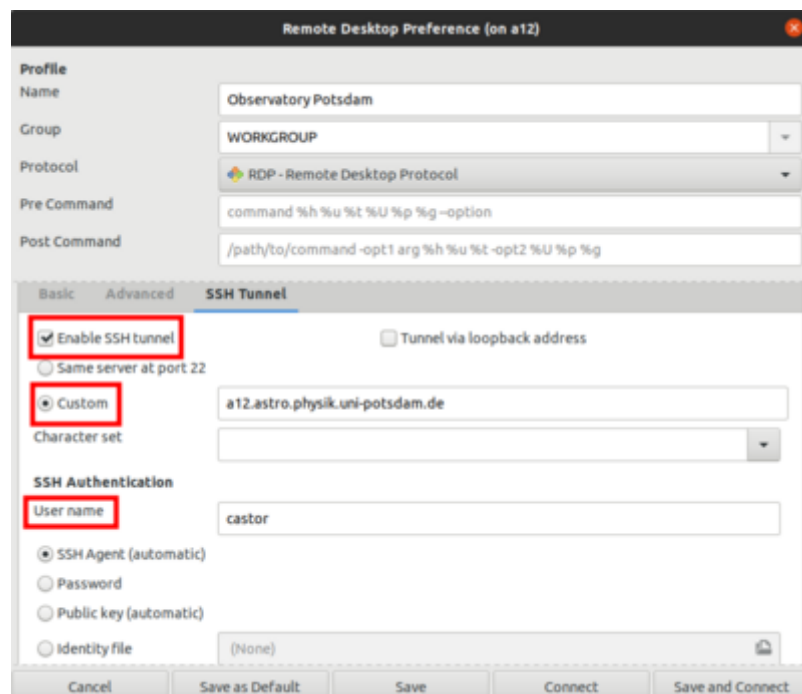 Remote Desktop Preference (on a12)
Profile
Name
Observatory Potsdam
Group
WORKGROUP
Protocol
RDP - Remote Desktop Protocol
Pre Command
command %h %u %t %U %p %g --option
Post Command
/path/to/command -opt1 arg %h %u %t -opt2 %U %p %g
Basic Advanced SSH Tunnel
Enable SSH tunnel Tunnel via loopback address
Same server at port 22
Custom a12.astro.physik.uni-potsdam.de
Character set
SSH Authentication
User name
castor
SSH Agent (automatic)
Password
Public key (automatic)
Identity file (None)
Cancel Save as Default Save Connect Save and Connect